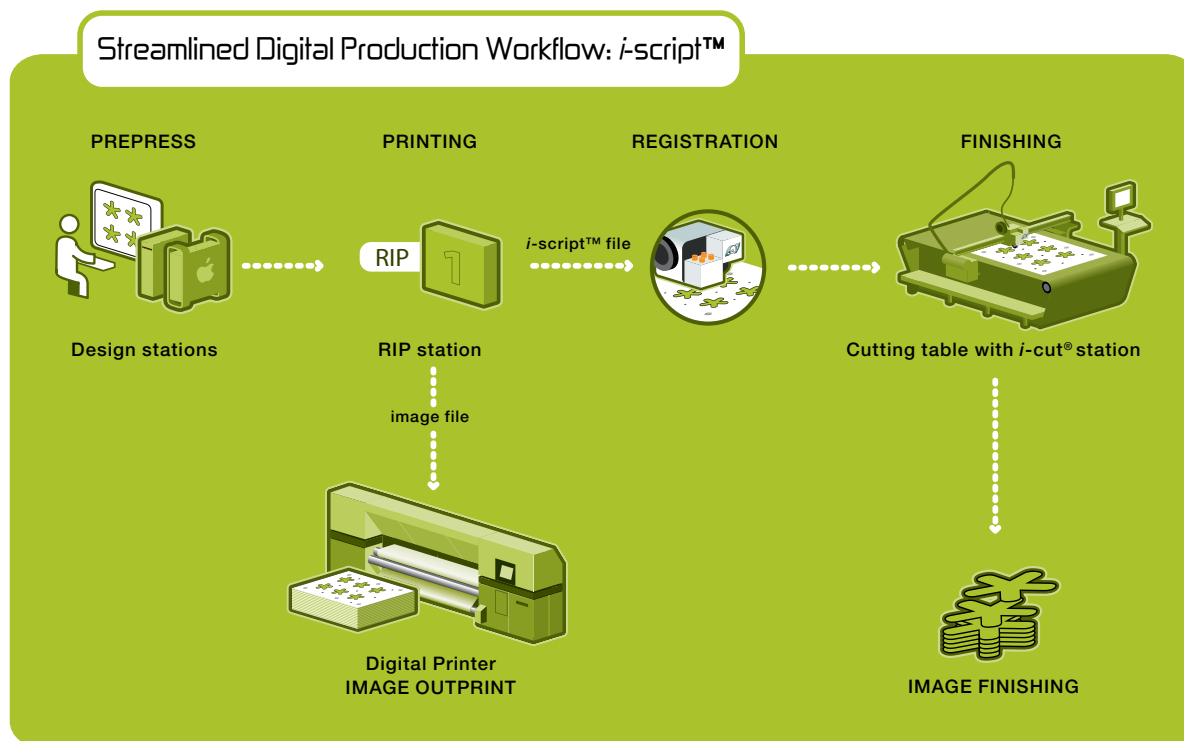 Streamlined Digital Production Workflow: i-script™
PREPRESS
PRINTING
REGISTRATION
FINISHING
RIP
1
i-script™ file
Design stations
RIP station
Cutting table with i-cut® station
image file
Digital Printer
IMAGE OUTPRINT
IMAGE FINISHING